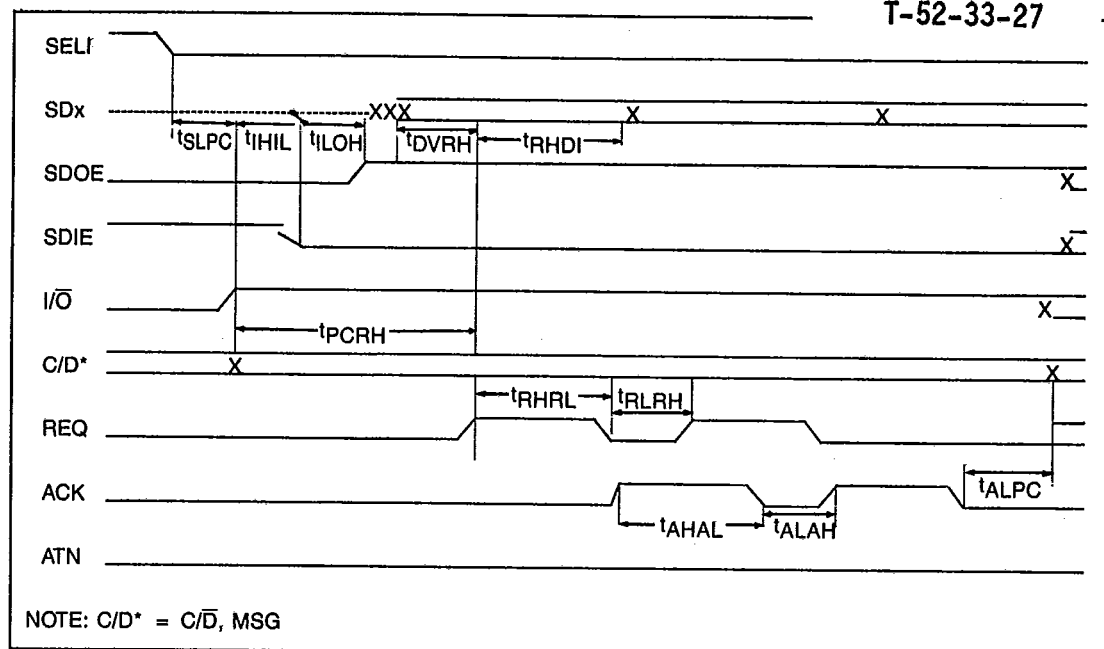 T-52-33-27
SELI
SDx XXX X X
tSLPC tIHIL tILOH tDVRH tRHDI
SDOE X
SDIE X
I/O̅ X
tPCRH
C/D* X X
tRHRL tRLRH
REQ
ACK tALPC
tAHAL tALAH
ATN
NOTE: C/D* = C/D̅, MSG